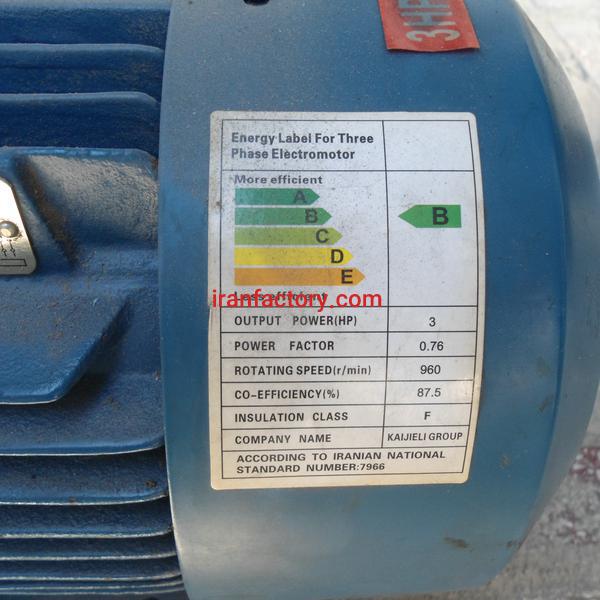 3HP
Energy Label For Three
Phase Electromotor
More efficient
A
B
B
C
D
E
Less efficient
iranfactory.com
OUTPUT POWER(HP) 3
POWER FACTOR 0.76
ROTATING SPEED(r/min) 960
CO-EFFICIENCY(%) 87.5
INSULATION CLASS F
COMPANY NAME KAIJIELI GROUP
ACCORDING TO IRANIAN NATIONAL
STANDARD NUMBER:7966